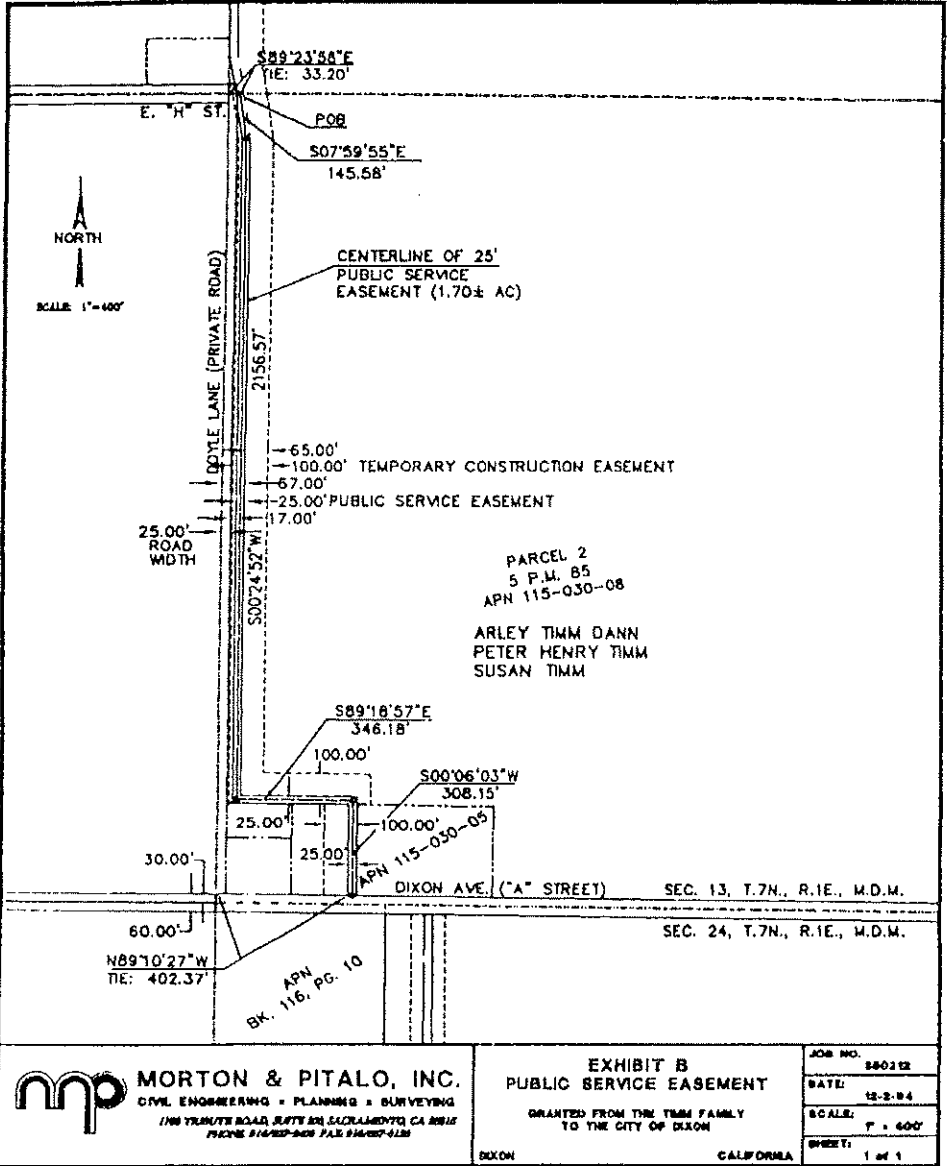 S89°23'58"E
TIE: 33.20'
E. "H" ST.
POB
S07°59'55"E
145.58'
NORTH
SCALE: 1"=400'
CENTERLINE OF 25'
PUBLIC SERVICE
EASEMENT (1.70± AC)
DOYLE LANE (PRIVATE ROAD)
2156.57'
65.00'
100.00' TEMPORARY CONSTRUCTION EASEMENT
67.00'
25.00' PUBLIC SERVICE EASEMENT
17.00'
25.00'
ROAD
WIDTH
S00°24'52"W
PARCEL 2
5 P.M. 85
APN 115-030-08
ARLEY TIMM DANN
PETER HENRY TIMM
SUSAN TIMM
S89°18'57"E
346.18'
100.00'
S00°06'03"W
308.15'
25.00'
100.00'
25.00'
APN 115-030-05
30.00'
DIXON AVE. ("A" STREET)
SEC. 13, T.7N., R.1E., M.D.M.
60.00'
SEC. 24, T.7N., R.1E., M.D.M.
N89°10'27"W
TIE: 402.37'
APN
BK. 116, PG. 10
mp
MORTON & PITALO, INC.
CIVIL ENGINEERING • PLANNING • SURVEYING
TRIBUTE ROAD, SACRAMENTO, CA
PHONE FAX
EXHIBIT B
PUBLIC SERVICE EASEMENT
GRANTED FROM THE TIMM FAMILY
TO THE CITY OF DIXON
DIXON
CALIFORNIA
JOB NO.
DATE:
SCALE:
1" = 400'
SHEET:
1 of 1